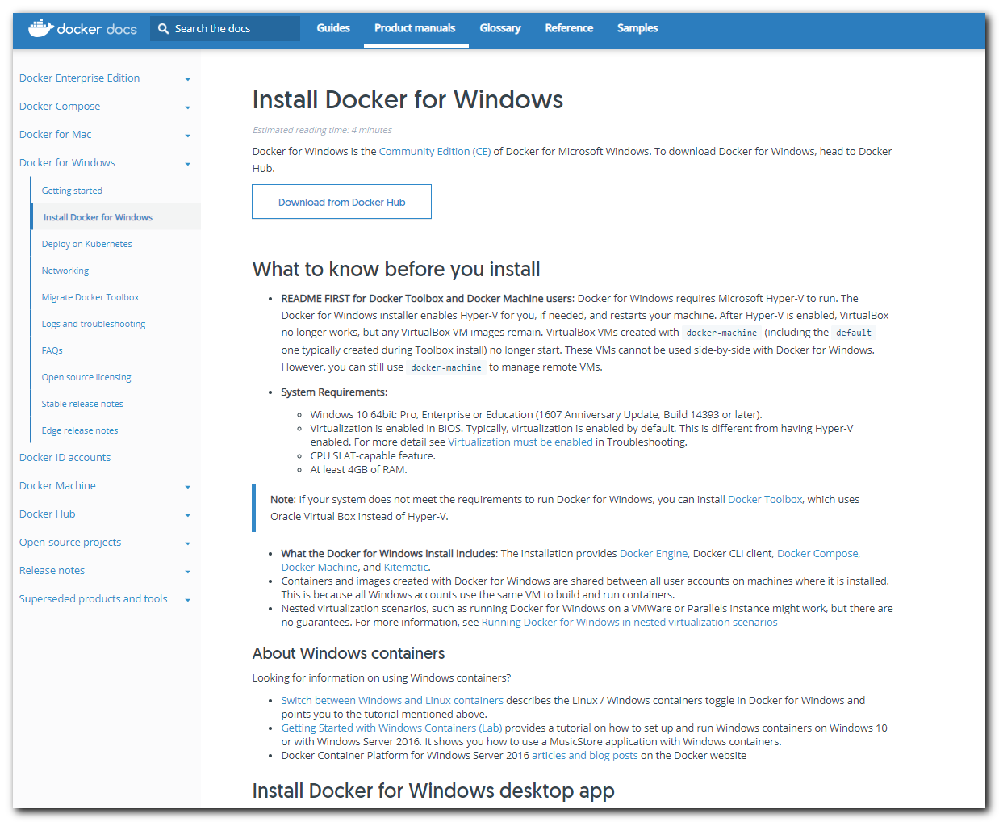 docker docs
Search the docs
Guides
Product manuals
Glossary
Reference
Samples
Docker Enterprise Edition
Docker Compose
Docker for Mac
Docker for Windows
Getting started
Install Docker for Windows
Deploy on Kubernetes
Networking
Migrate Docker Toolbox
Logs and troubleshooting
FAQs
Open source licensing
Stable release notes
Edge release notes
Docker ID accounts
Docker Machine
Docker Hub
Open-source projects
Release notes
Superseded products and tools
Install Docker for Windows
Estimated reading time: 4 minutes
Docker for Windows is the Community Edition (CE) of Docker for Microsoft Windows. To download Docker for Windows, head to Docker
Hub.
Download from Docker Hub
What to know before you install
• README FIRST for Docker Toolbox and Docker Machine users: Docker for Windows requires Microsoft Hyper-V to run. The
Docker for Windows installer enables Hyper-V for you, if needed, and restarts your machine. After Hyper-V is enabled, VirtualBox
no longer works, but any VirtualBox VM images remain. VirtualBox VMs created with docker-machine (including the default
one typically created during Toolbox install) no longer start. These VMs cannot be used side-by-side with Docker for Windows.
However, you can still use docker-machine to manage remote VMs.
• System Requirements:
◦ Windows 10 64bit: Pro, Enterprise or Education (1607 Anniversary Update, Build 14393 or later).
◦ Virtualization is enabled in BIOS. Typically, virtualization is enabled by default. This is different from having Hyper-V
enabled. For more detail see Virtualization must be enabled in Troubleshooting.
◦ CPU SLAT-capable feature.
◦ At least 4GB of RAM.
Note: If your system does not meet the requirements to run Docker for Windows, you can install Docker Toolbox, which uses
Oracle Virtual Box instead of Hyper-V.
• What the Docker for Windows install includes: The installation provides Docker Engine, Docker CLI client, Docker Compose,
Docker Machine, and Kitematic.
• Containers and images created with Docker for Windows are shared between all user accounts on machines where it is installed.
This is because all Windows accounts use the same VM to build and run containers.
• Nested virtualization scenarios, such as running Docker for Windows on a VMWare or Parallels instance might work, but there are
no guarantees. For more information, see Running Docker for Windows in nested virtualization scenarios
About Windows containers
Looking for information on using Windows containers?
• Switch between Windows and Linux containers describes the Linux / Windows containers toggle in Docker for Windows and
points you to the tutorial mentioned above.
• Getting Started with Windows Containers (Lab) provides a tutorial on how to set up and run Windows containers on Windows 10
or with Windows Server 2016. It shows you how to use a MusicStore application with Windows containers.
• Docker Container Platform for Windows Server 2016 articles and blog posts on the Docker website
Install Docker for Windows desktop app